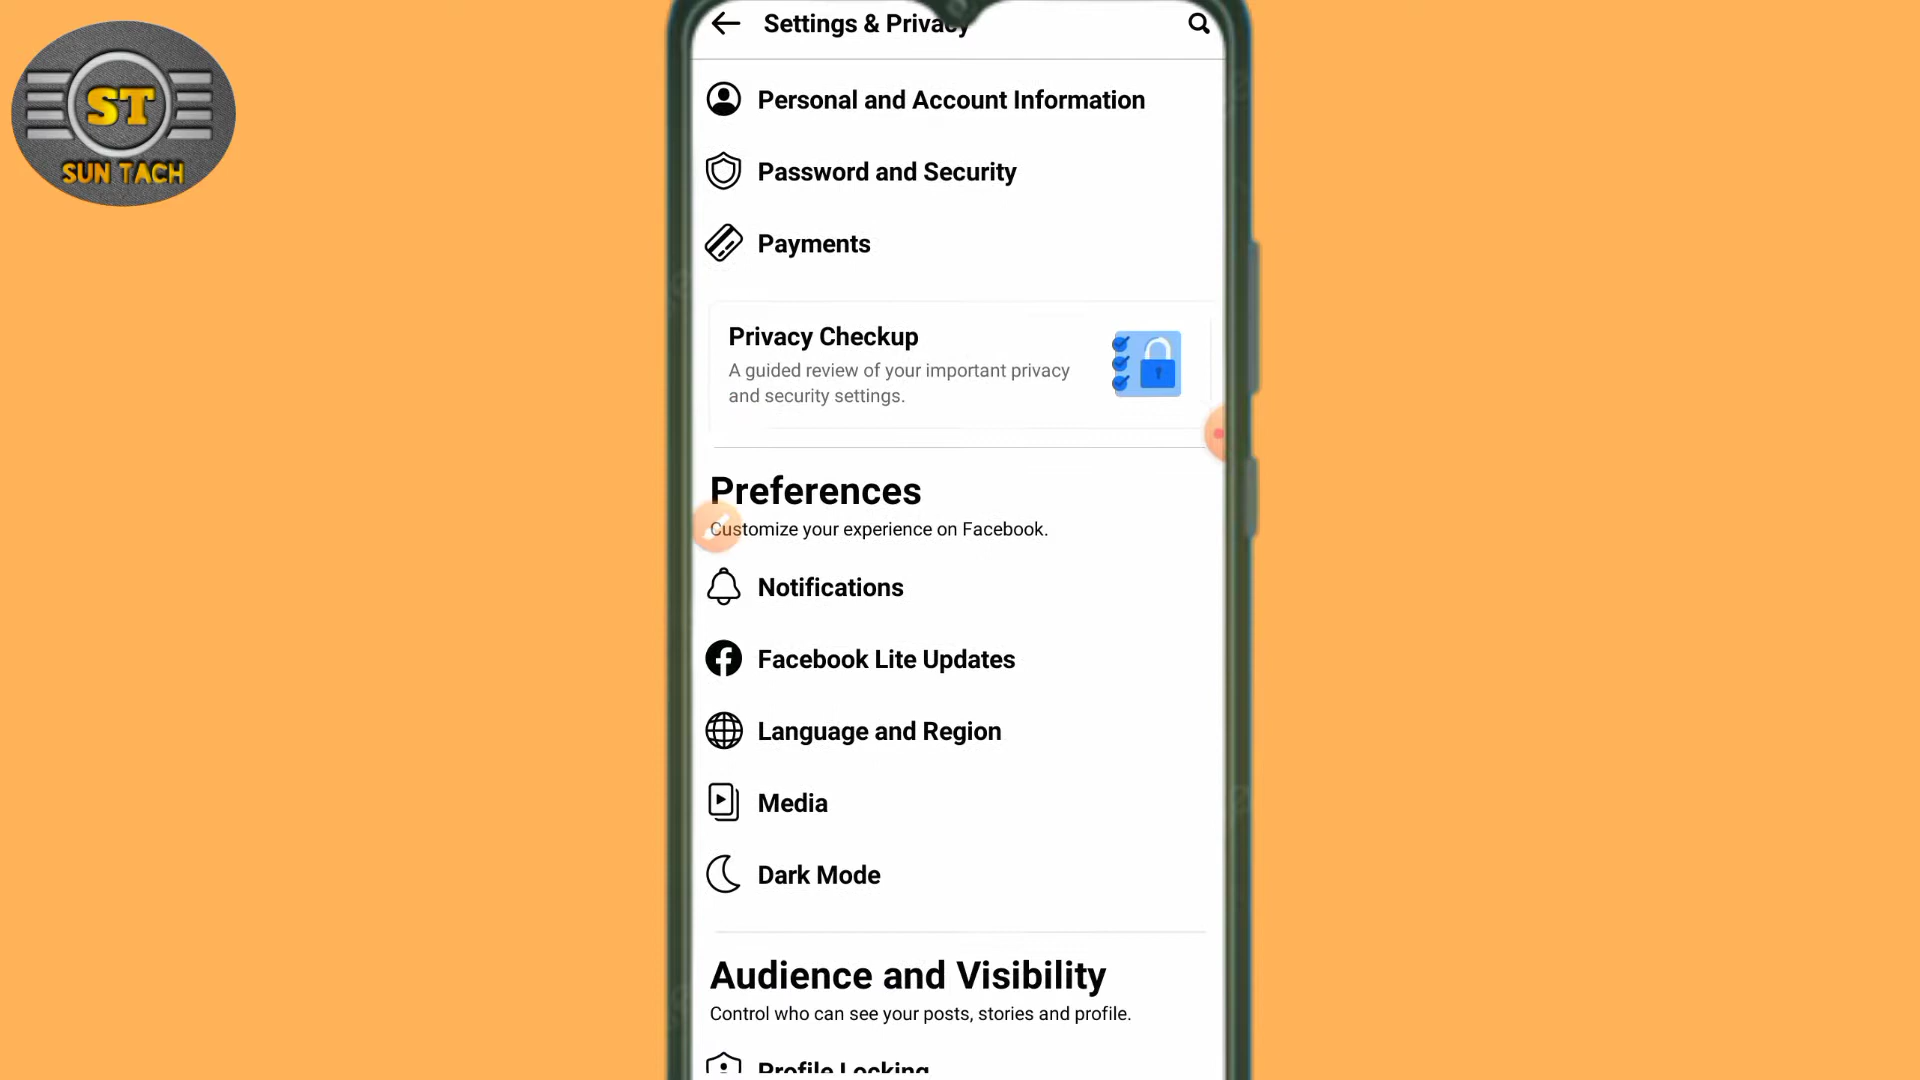 ST
SUN TACH
Settings & Privacy
Personal and Account Information
Password and Security
Payments
Privacy Checkup
A guided review of your important privacy
and security settings.
Preferences
Customize your experience on Facebook.
Notifications
Facebook Lite Updates
Language and Region
Media
Dark Mode
Audience and Visibility
Control who can see your posts, stories and profile.
Profile Locking